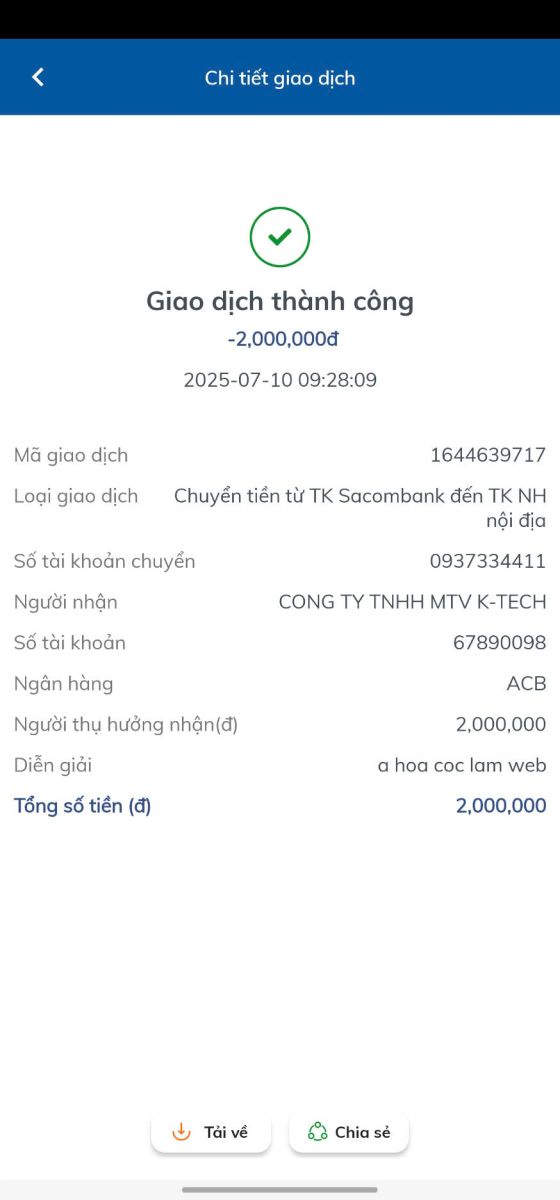 Chi tiết giao dịch
Giao dịch thành công
-2,000,000đ
2025-07-10 09:28:09
Mã giao dịch 1644639717
Loại giao dịch Chuyển tiền từ TK Sacombank đến TK NH
nội địa
Số tài khoản chuyển 0937334411
Người nhận CONG TY TNHH MTV K-TECH
Số tài khoản 67890098
Ngân hàng ACB
Người thụ hưởng nhận(đ) 2,000,000
Diễn giải a hoa coc lam web
Tổng số tiền (đ) 2,000,000
Tải về Chia sẻ